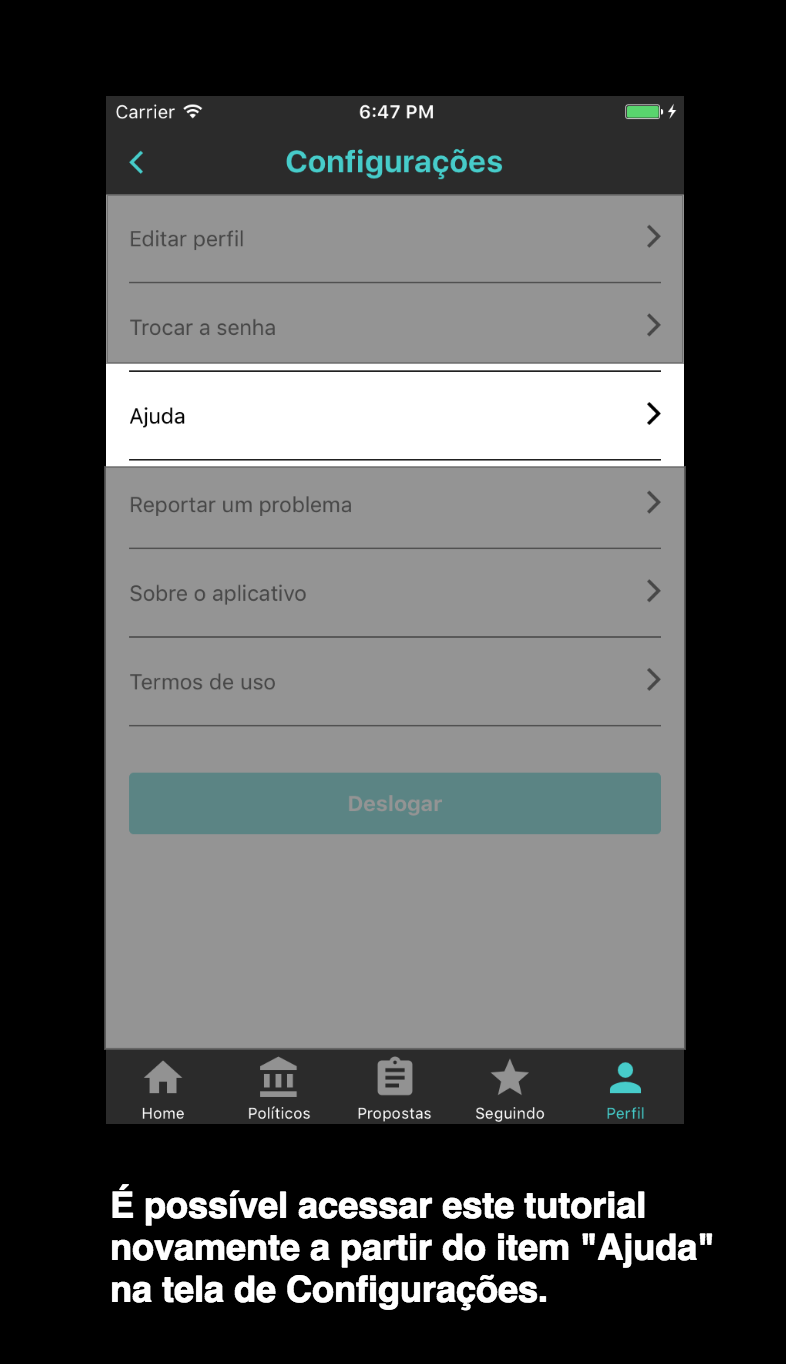 Carrier 6:47 PM
Configurações
Editar perfil
Trocar a senha
Ajuda
Reportar um problema
Sobre o aplicativo
Termos de uso
Deslogar
Home Políticos Propostas Seguindo Perfil
É possível acessar este tutorial
novamente a partir do item "Ajuda"
na tela de Configurações.